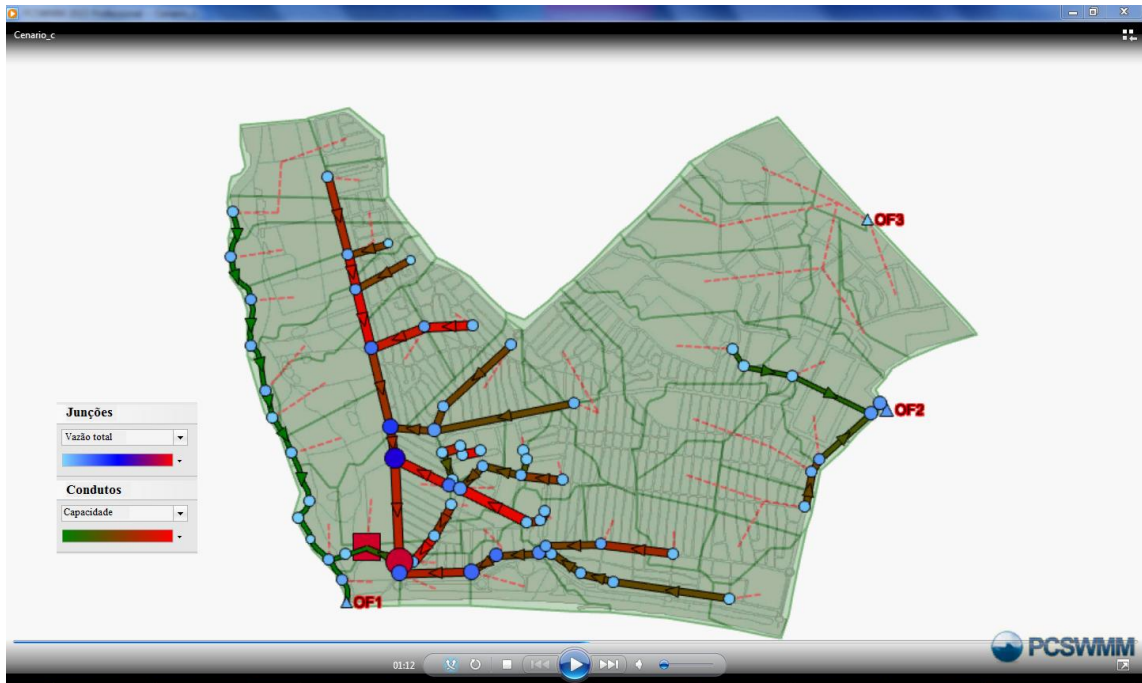 Cenario_c
OF3
Junções
Vazão total
OF2
Condutos
Capacidade
OF1
PCSWMM
01:12